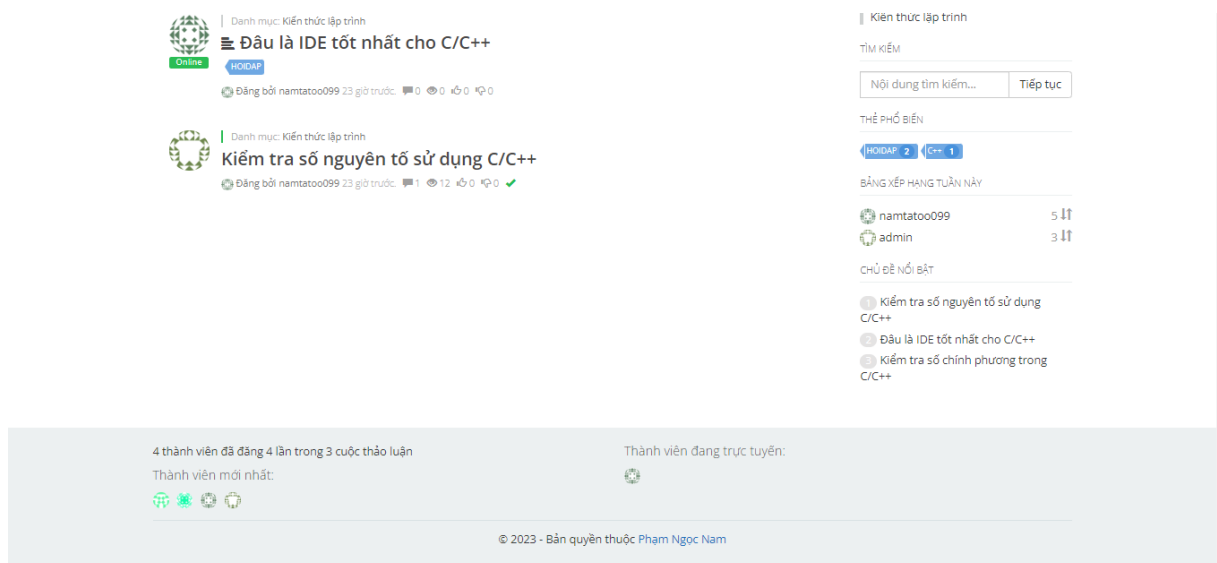 Danh mục: Kiến thức lập trình
Đâu là IDE tốt nhất cho C/C++
Online
HOIDAP
Đăng bởi namtatoo099 23 giờ trước. 0 0 0 0
Danh mục: Kiến thức lập trình
Kiểm tra số nguyên tố sử dụng C/C++
Đăng bởi namtatoo099 23 giờ trước. 1 12 0 0
Kiến thức lập trình
TÌM KIẾM
Nội dung tìm kiếm... Tiếp tục
THẺ PHỔ BIẾN
HOIDAP 2 C++ 1
BẢNG XẾP HẠNG TUẦN NÀY
namtatoo099 5
admin 3
CHỦ ĐỀ NỔI BẬT
1 Kiểm tra số nguyên tố sử dụng
C/C++
2 Đâu là IDE tốt nhất cho C/C++
3 Kiểm tra số chính phương trong
C/C++
4 thành viên đã đăng 4 lần trong 3 cuộc thảo luận
Thành viên mới nhất:
Thành viên đang trực tuyến:
© 2023 - Bản quyền thuộc Phạm Ngọc Nam